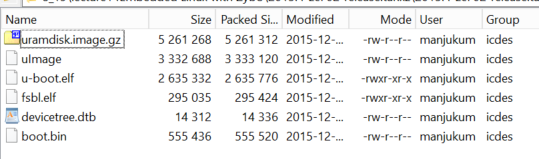 Name Size Packed Si... Modified Mode User Group
uramdisk.image.gz 5 261 268 5 261 312 2015-12-... -rw-r--r-- manjukum icdes
uImage 3 332 688 3 333 120 2015-12-... -rw-r--r-- manjukum icdes
u-boot.elf 2 635 332 2 635 776 2015-12-... -rwxr-xr-x manjukum icdes
fsbl.elf 295 035 295 424 2015-12-... -rwxr-xr-x manjukum icdes
devicetree.dtb 14 312 14 336 2015-12-... -rw-r--r-- manjukum icdes
boot.bin 555 436 555 520 2015-12-... -rw-r--r-- manjukum icdes